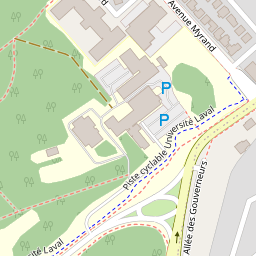 Avenue Myrand
P
P
Piste cyclable Université Laval
Allée des Gouverneurs
sité Laval